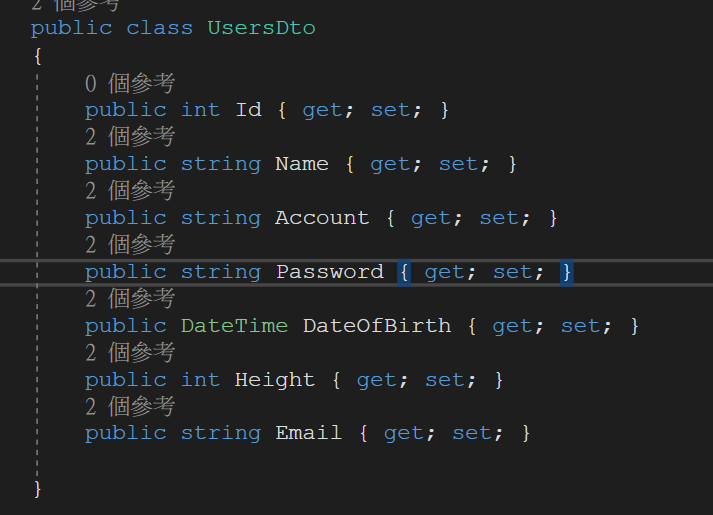 2 個參考
public class UsersDto
{
0 個參考
public int Id { get; set; }
2 個參考
public string Name { get; set; }
2 個參考
public string Account { get; set; }
2 個參考
public string Password { get; set; }
2 個參考
public DateTime DateOfBirth { get; set; }
2 個參考
public int Height { get; set; }
2 個參考
public string Email { get; set; }
}